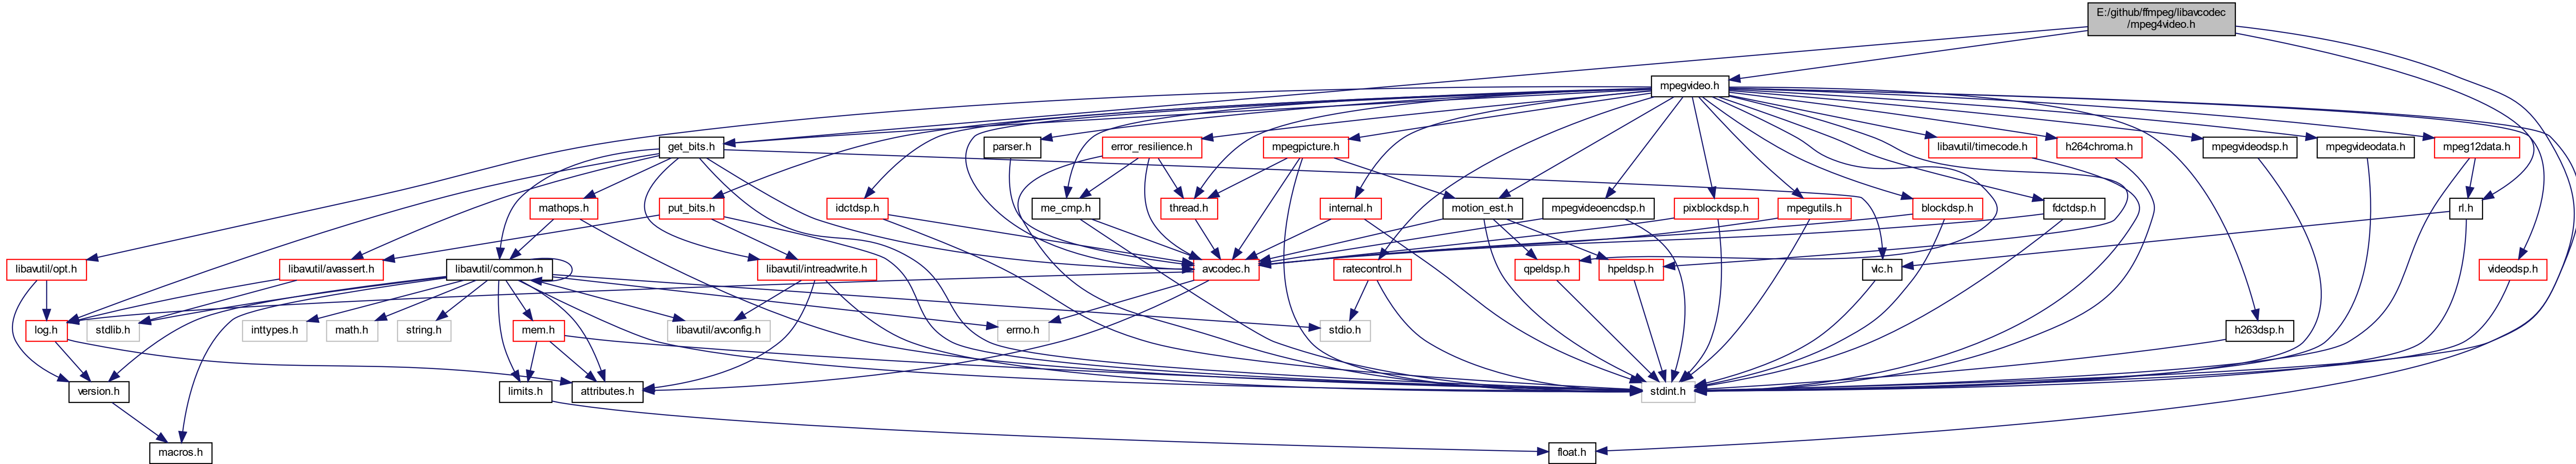 E:/github/ffmpeg/libavcodec
/mpeg4video.h
mpegvideo.h
get_bits.h
parser.h
error_resilience.h
mpegpicture.h
libavutil/timecode.h
h264chroma.h
mpegvideodsp.h
mpegvideodata.h
mpeg12data.h
mathops.h
put_bits.h
idctdsp.h
me_cmp.h
thread.h
internal.h
motion_est.h
mpegvideoencdsp.h
pixblockdsp.h
mpegutils.h
blockdsp.h
fdctdsp.h
rl.h
libavutil/opt.h
libavutil/avassert.h
libavutil/common.h
libavutil/intreadwrite.h
avcodec.h
ratecontrol.h
qpeldsp.h
hpeldsp.h
vlc.h
videodsp.h
log.h
stdlib.h
inttypes.h
math.h
string.h
mem.h
libavutil/avconfig.h
errno.h
stdio.h
h263dsp.h
version.h
limits.h
attributes.h
stdint.h
macros.h
float.h